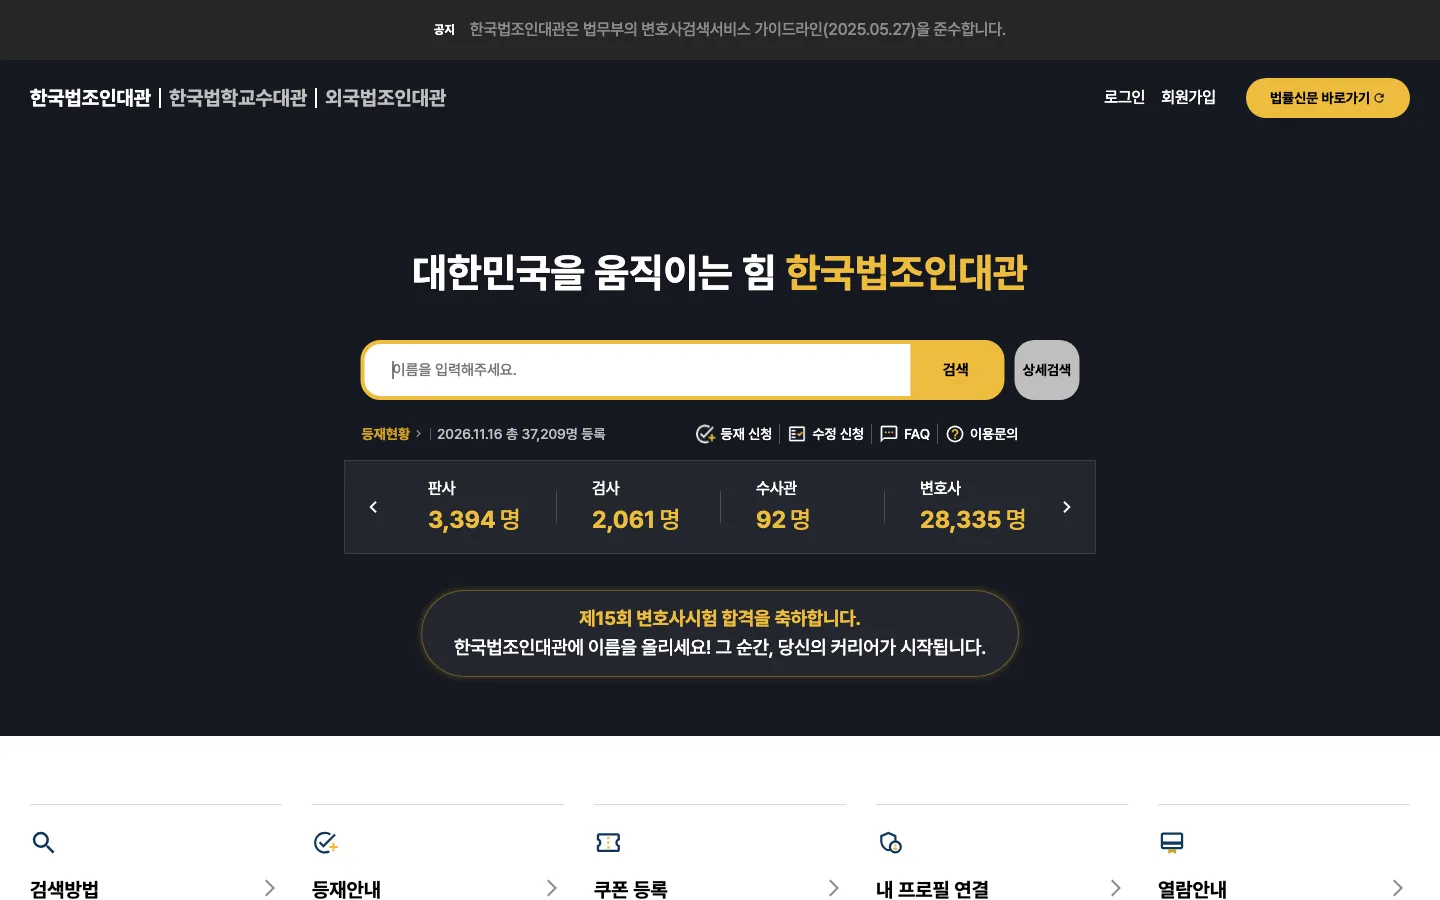 공지 한국법조인대관은 법무부의 변호사검색서비스 가이드라인(2025.05.27)을 준수합니다.
한국법조인대관 | 한국법학교수대관 | 외국법조인대관
로그인 회원가입 법률신문 바로가기
대한민국을 움직이는 힘 한국법조인대관
이름을 입력해주세요. 검색 상세검색
등재현황 2026.11.16 총 37,209명 등록 등재 신청 수정 신청 FAQ 이용문의
판사 검사 수사관 변호사
3,394 명 2,061 명 92 명 28,335 명
제15회 변호사시험 합격을 축하합니다.
한국법조인대관에 이름을 올리세요! 그 순간, 당신의 커리어가 시작됩니다.
검색방법 등재안내 쿠폰 등록 내 프로필 연결 열람안내